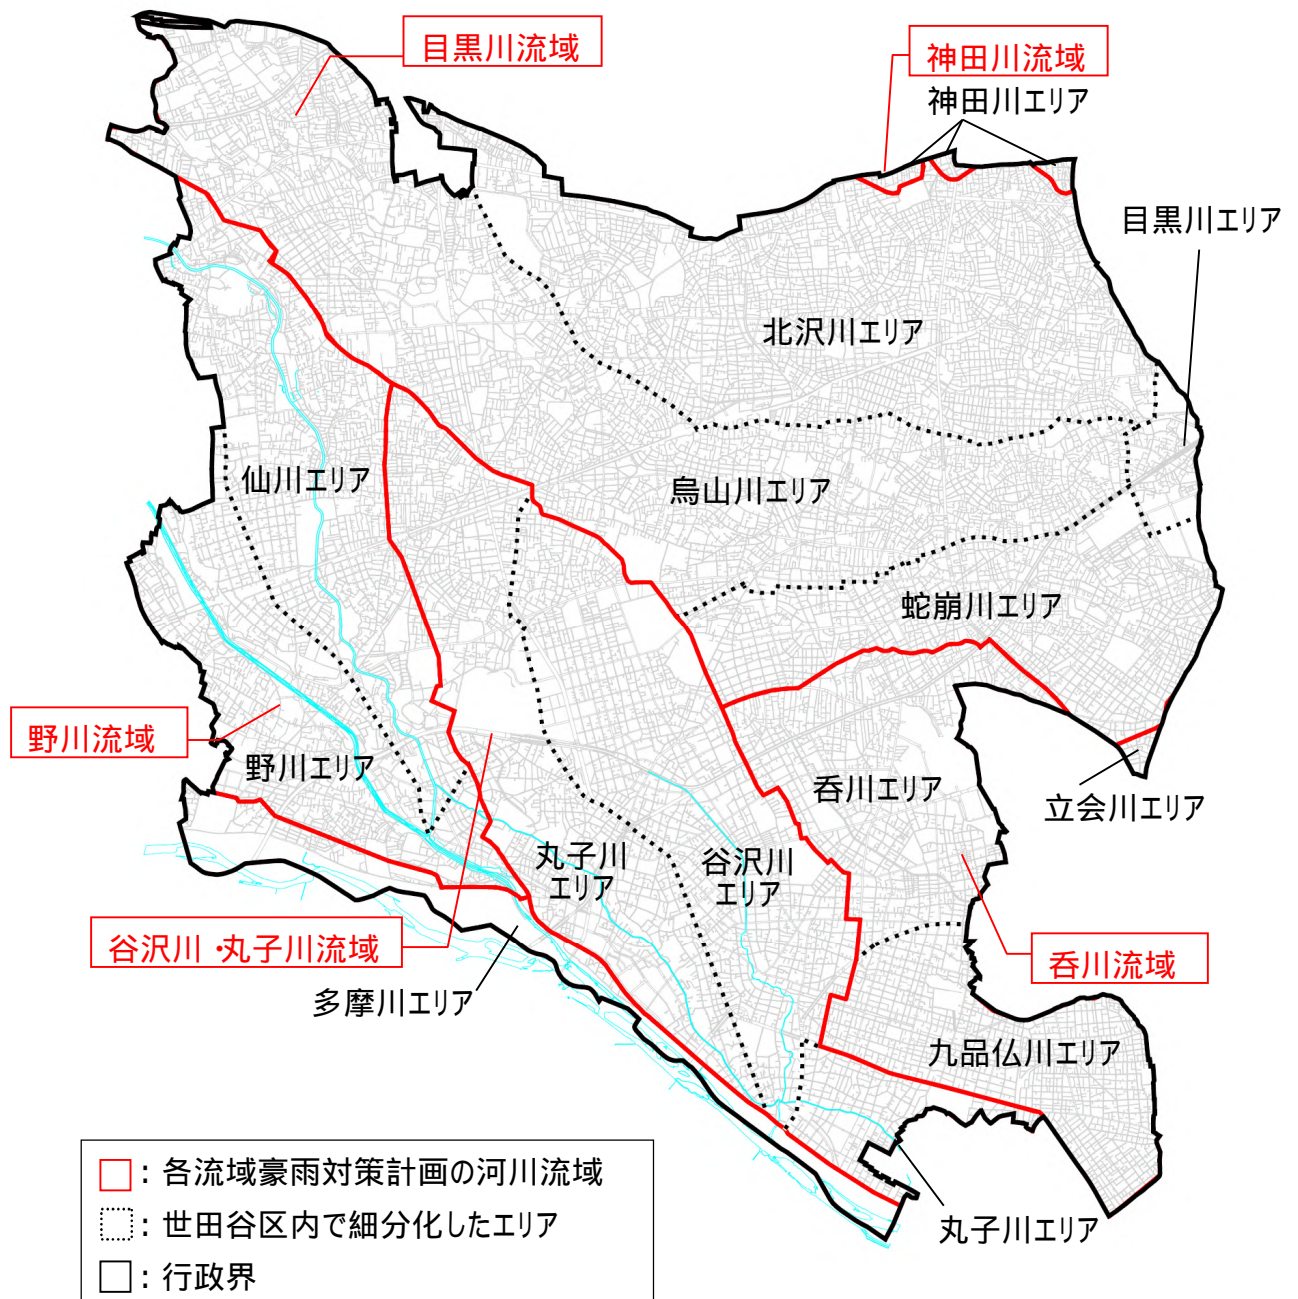 目黒川流域
神田川流域
神田川エリア
目黒川エリア
北沢川エリア
仙川エリア
烏山川エリア
蛇崩川エリア
野川流域
野川エリア
呑川エリア
立会川エリア
丸子川
エリア
谷沢川
エリア
谷沢川・丸子川流域
呑川流域
多摩川エリア
九品仏川エリア
丸子川エリア
：各流域豪雨対策計画の河川流域
：世田谷区内で細分化したエリア
：行政界